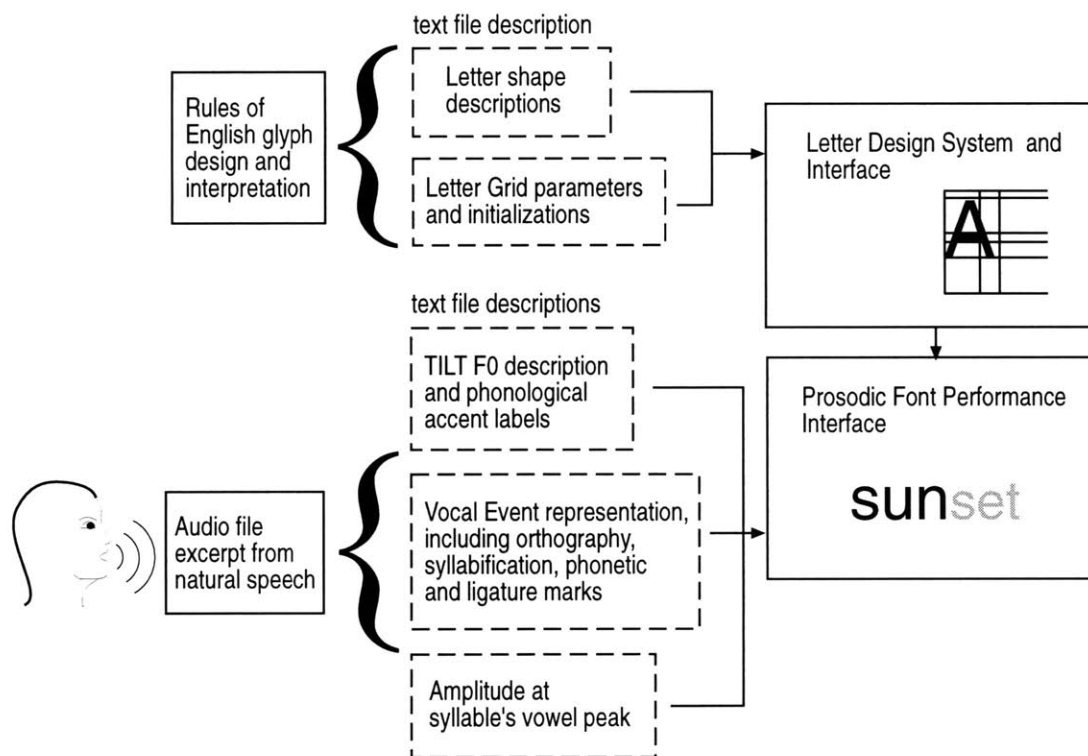 text file description
Rules of
English glyph
design and
interpretation
Letter shape
descriptions
Letter Grid parameters
and initializations
Letter Design System and
Interface
A
text file descriptions
TILT F0 description
and phonological
accent labels
Audio file
excerpt from
natural speech
Vocal Event representation,
including orthography,
syllabification, phonetic
and ligature marks
Amplitude at
syllable's vowel peak
Prosodic Font Performance
Interface
sunset